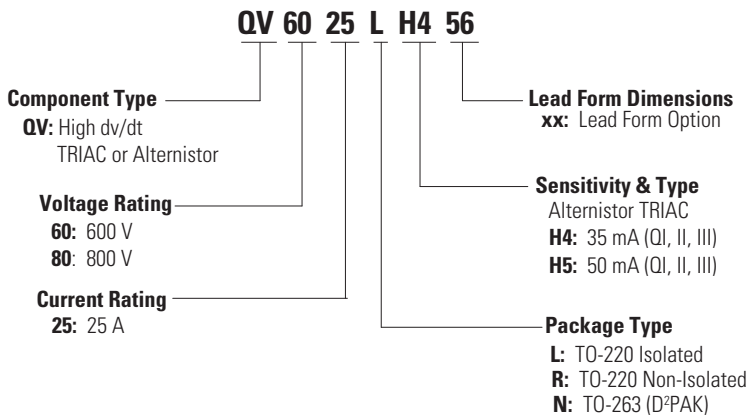 QV 60 25 L H4 56
Component Type
QV: High dv/dt
TRIAC or Alternistor
Voltage Rating
60: 600 V
80: 800 V
Current Rating
25: 25 A
Lead Form Dimensions
xx: Lead Form Option
Sensitivity & Type
Alternistor TRIAC
H4: 35 mA (QI, II, III)
H5: 50 mA (QI, II, III)
Package Type
L: TO-220 Isolated
R: TO-220 Non-Isolated
N: TO-263 (D²PAK)